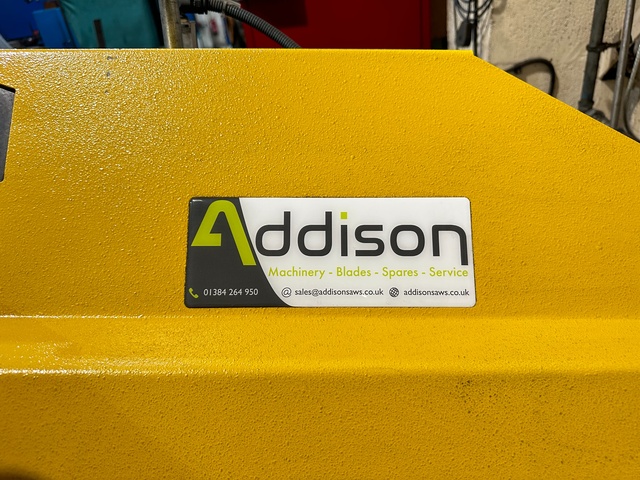 Addison
Machinery - Blades - Spares - Service
01384 264 950 sales@addisonsaws.co.uk addisonsaws.co.uk